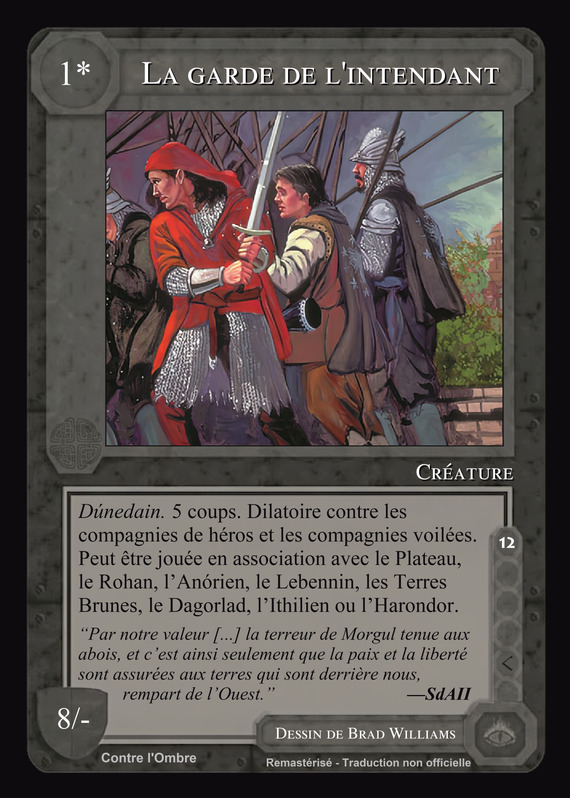 1*
LA GARDE DE L'INTENDANT
CRÉATURE
Dúnedain. 5 coups. Dilatoire contre les
compagnies de héros et les compagnies voilées.
Peut être jouée en association avec le Plateau,
le Rohan, l’Anórien, le Lebennin, les Terres
Brunes, le Dagorlad, l’Ithilien ou l’Harondor.
12
“Par notre valeur [...] la terreur de Morgul tenue aux
abois, et c’est ainsi seulement que la paix et la liberté
sont assurées aux terres qui sont derrière nous,
rempart de l’Ouest.” —SdAII
8/-
DESSIN DE BRAD WILLIAMS
Contre l'Ombre
Remastérisé - Traduction non officielle